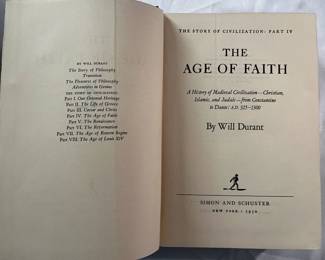 BY WILL DURANT
The Story of Philosophy
Transition
The Pleasures of Philosophy
Adventures in Genius
THE STORY OF CIVILIZATION:
Part I. Our Oriental Heritage
Part II. The Life of Greece
Part III. Caesar and Christ
Part IV. The Age of Faith
Part V. The Renaissance
Part VI. The Reformation
Part VII. The Age of Reason Begins
Part VIII. The Age of Louis XIV
THE STORY OF CIVILIZATION: PART IV
THE
AGE OF FAITH
A History of Medieval Civilization—Christian,
Islamic, and Judaic—from Constantine
to Dante: A.D. 325–1300
By Will Durant
SIMON AND SCHUSTER
NEW YORK : 1950